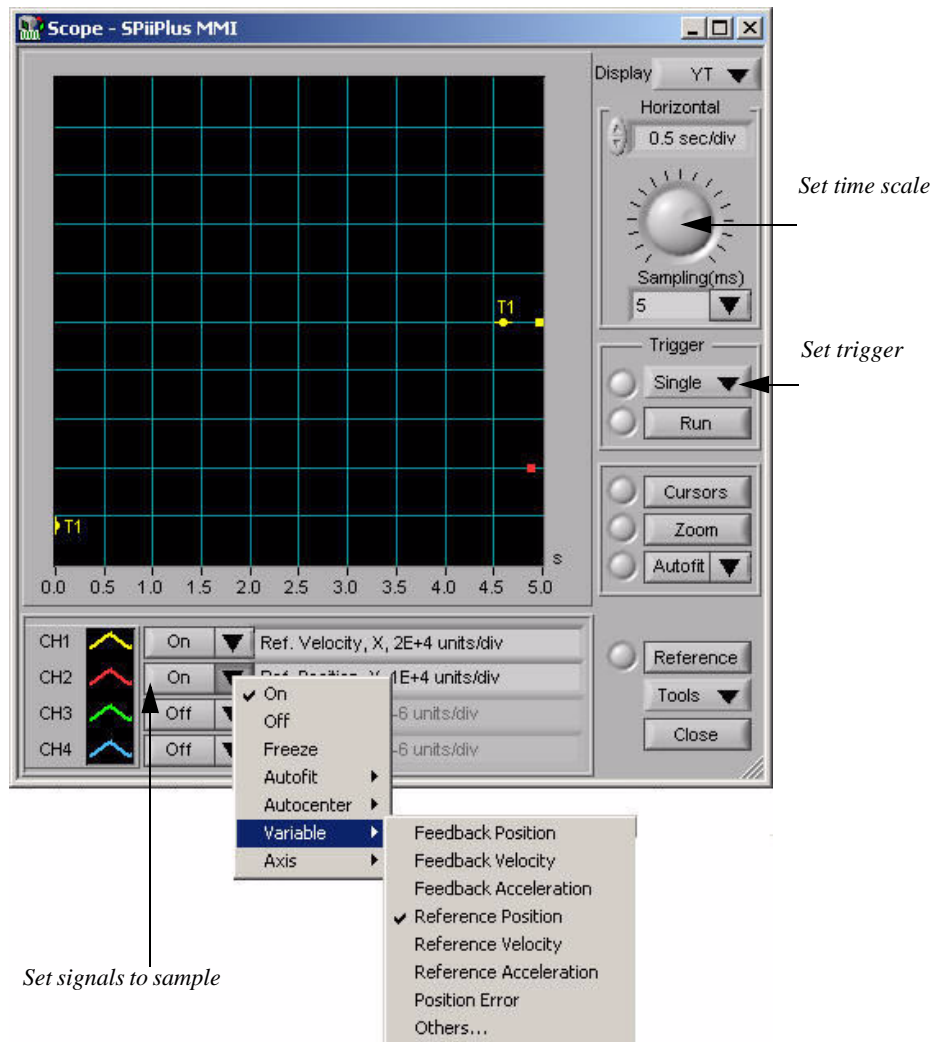 Scope - SPiiPlus MMI
Display YT
Horizontal
0.5 sec/div
Set time scale
Sampling(ms)
5
T1
Trigger
Set trigger
Single
Run
Cursors
Zoom
Autofit
T1
s
0.0 0.5 1.0 1.5 2.0 2.5 3.0 3.5 4.0 4.5 5.0
CH1 On Ref. Velocity, X, 2E+4 units/div
CH2 On 1E+4 units/div
CH3 Off -6 units/div
CH4 Off -6 units/div
Reference
Tools
Close
On
Off
Freeze
Autofit
Autocenter
Variable
Axis
Feedback Position
Feedback Velocity
Feedback Acceleration
Reference Position
Reference Velocity
Reference Acceleration
Position Error
Others...
Set signals to sample